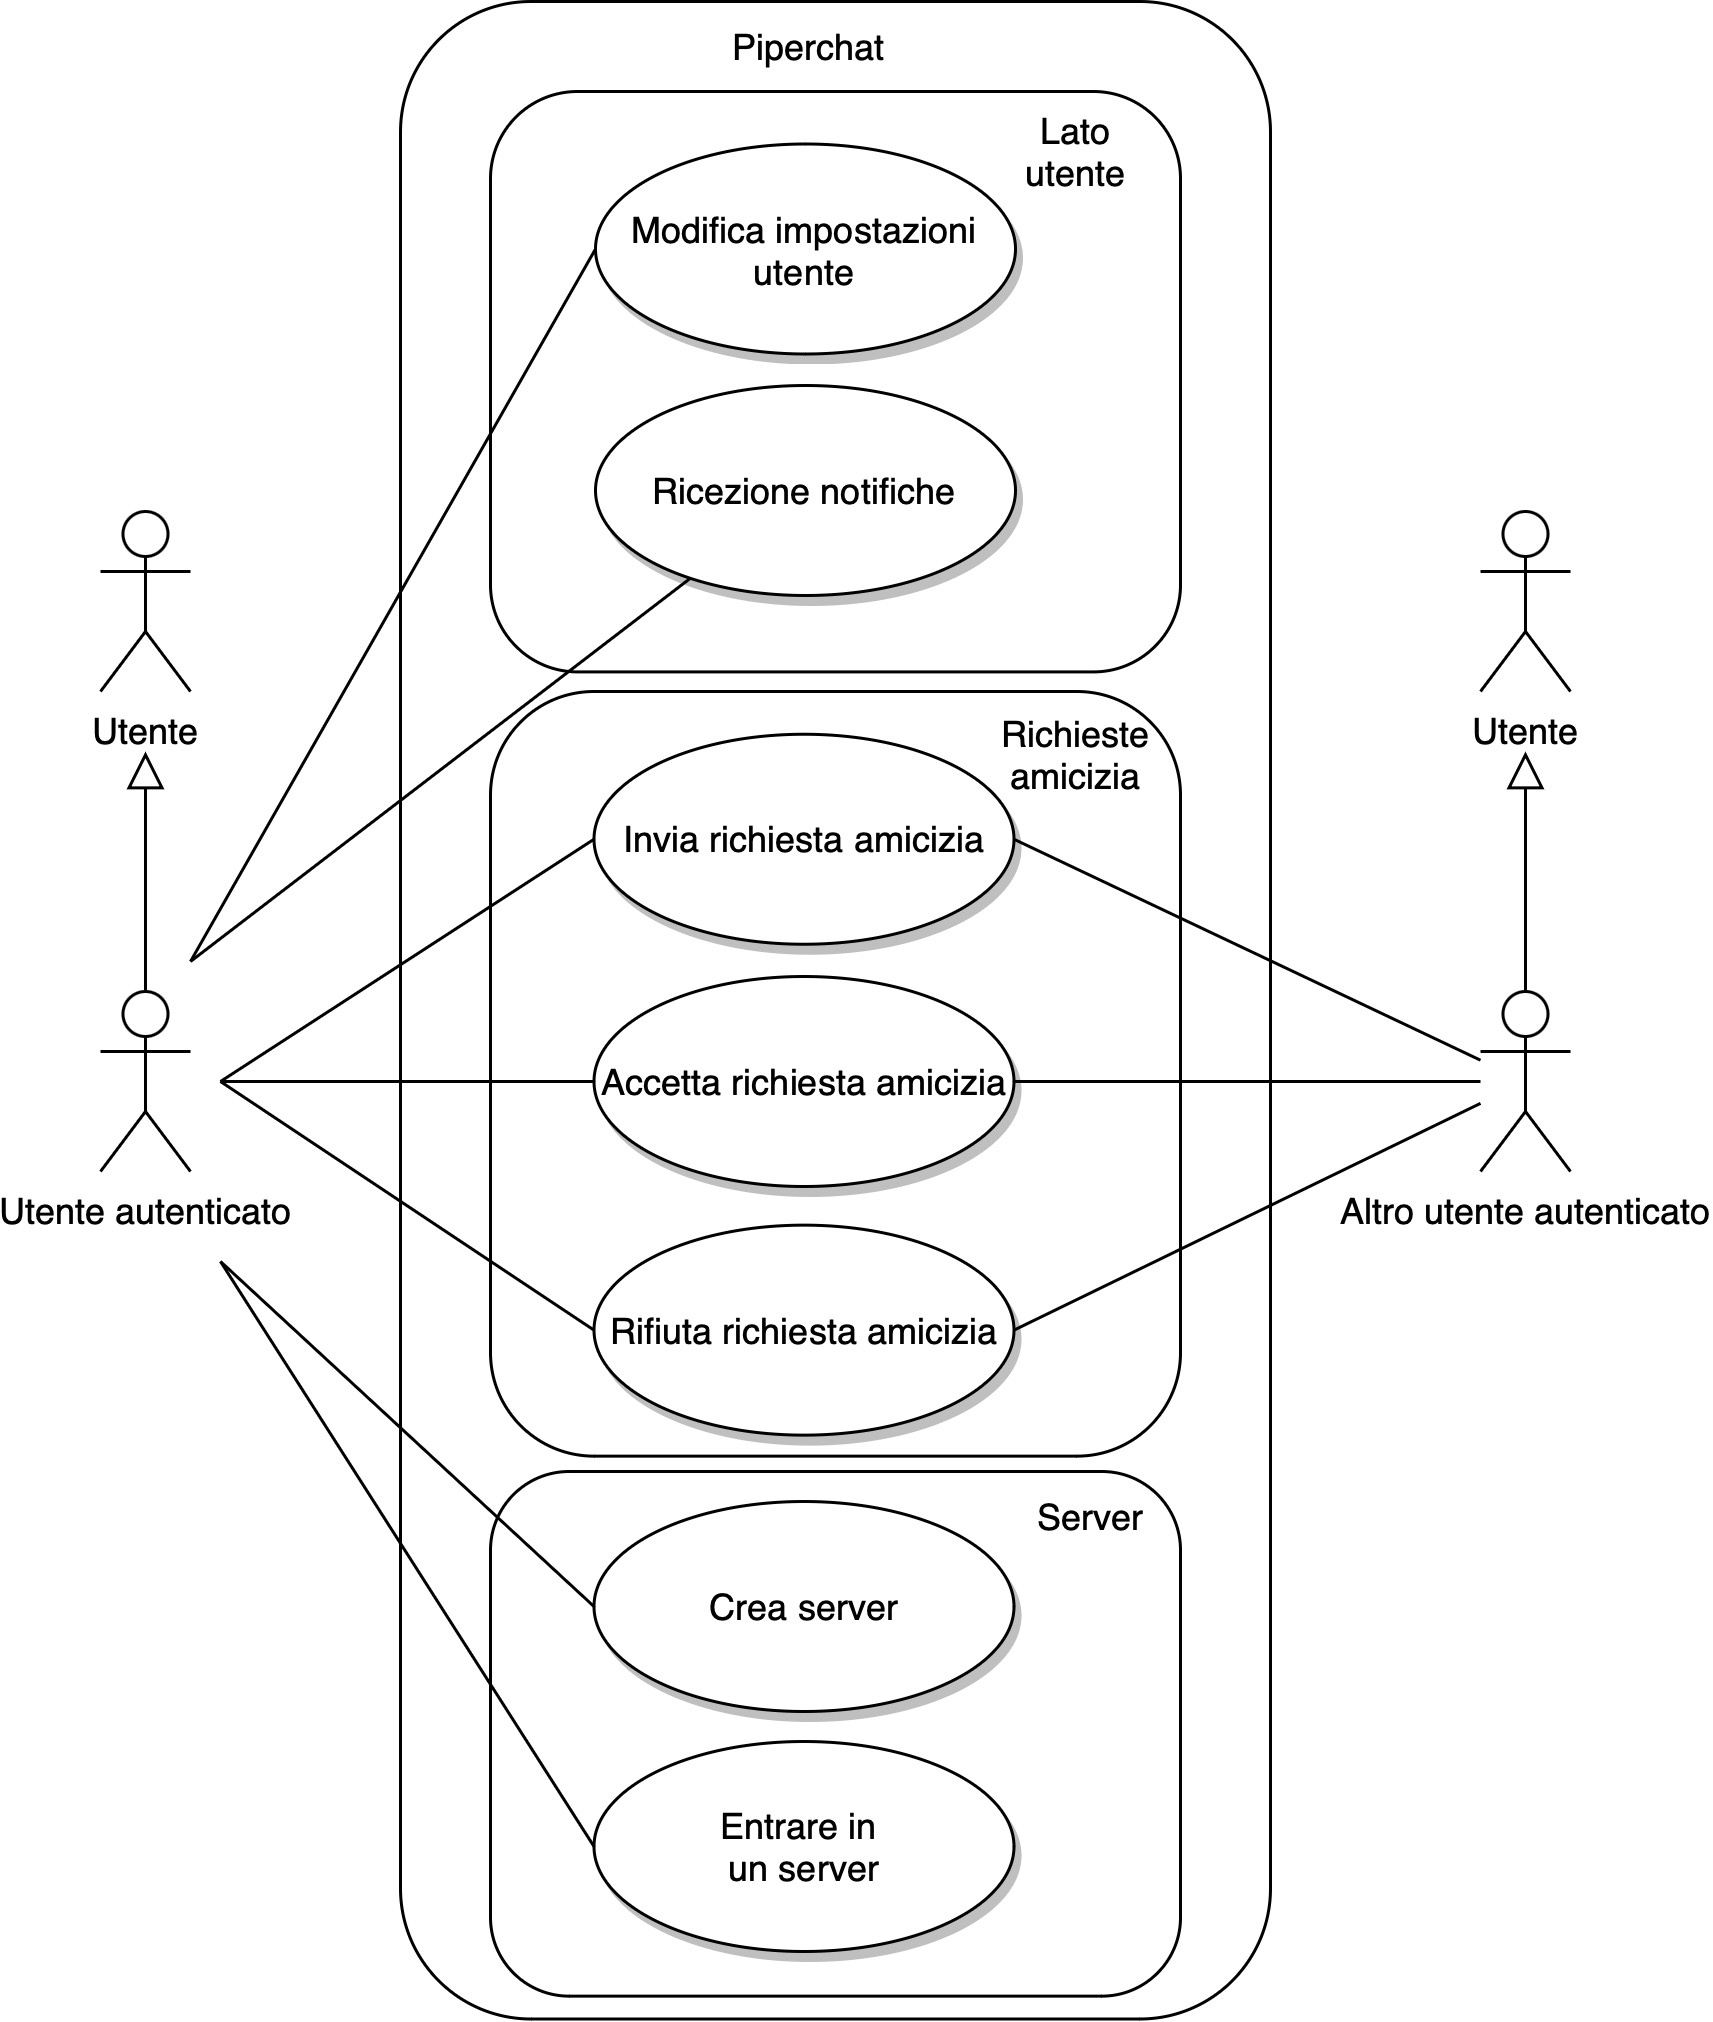 Piperchat
Lato
utente
Modifica impostazioni
utente
Ricezione notifiche
Utente
Utente
Richieste
amicizia
Invia richiesta amicizia
Accetta richiesta amicizia
Utente autenticato
Altro utente autenticato
Rifiuta richiesta amicizia
Server
Crea server
Entrare in
un server